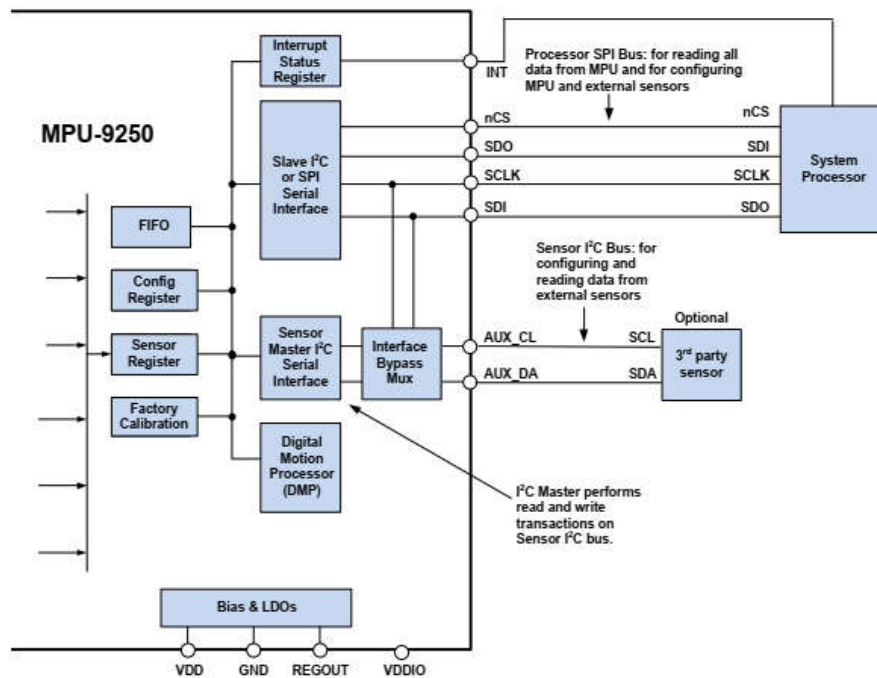 Interrupt
Status
Register
INT
Processor SPI Bus: for reading all
data from MPU and for configuring
MPU and external sensors
MPU-9250
Slave I²C
or SPI
Serial
Interface
nCS
SDO
SCLK
SDI
nCS
SDI
SCLK
SDO
System
Processor
FIFO
Config
Register
Sensor
Register
Factory
Calibration
Sensor
Master I²C
Serial
Interface
Interface
Bypass
Mux
Digital
Motion
Processor
(DMP)
Sensor I²C Bus: for
configuring and
reading data from
external sensors
AUX_CL
AUX_DA
SCL
SDA
Optional
3rd party
sensor
I²C Master performs
read and write
transactions on
Sensor I²C bus.
Bias & LDOs
VDD
GND
REGOUT
VDDIO